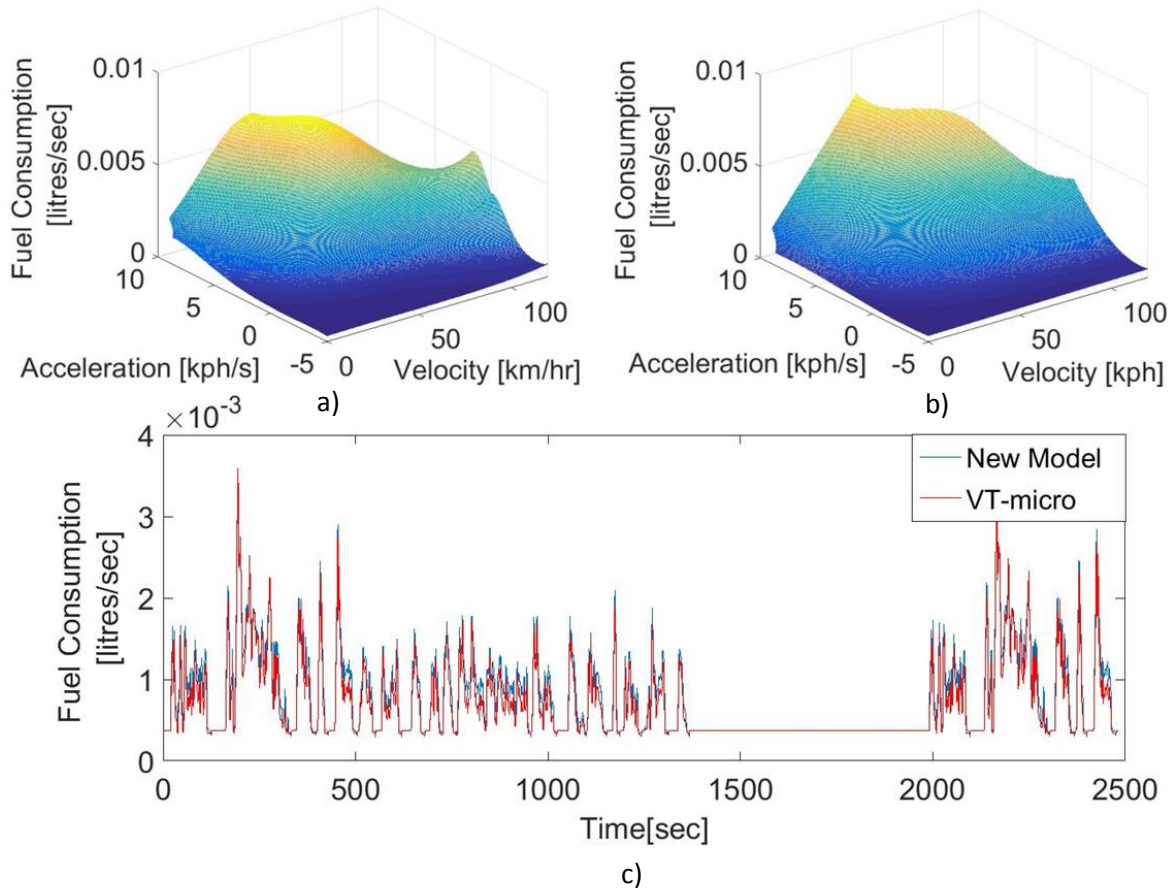 Fuel Consumption
[litres/sec]
0.01
0.005
0
10
5
0
-5
Acceleration [kph/s]
0
50
100
Velocity [km/hr]
a)
Fuel Consumption
[litres/sec]
0.01
0.005
0
10
5
0
-5
Acceleration [kph/s]
0
50
100
Velocity [kph]
b)
×10⁻³
Fuel Consumption
[litres/sec]
4
3
2
1
0
New Model
VT-micro
0
500
1000
1500
2000
2500
Time[sec]
c)